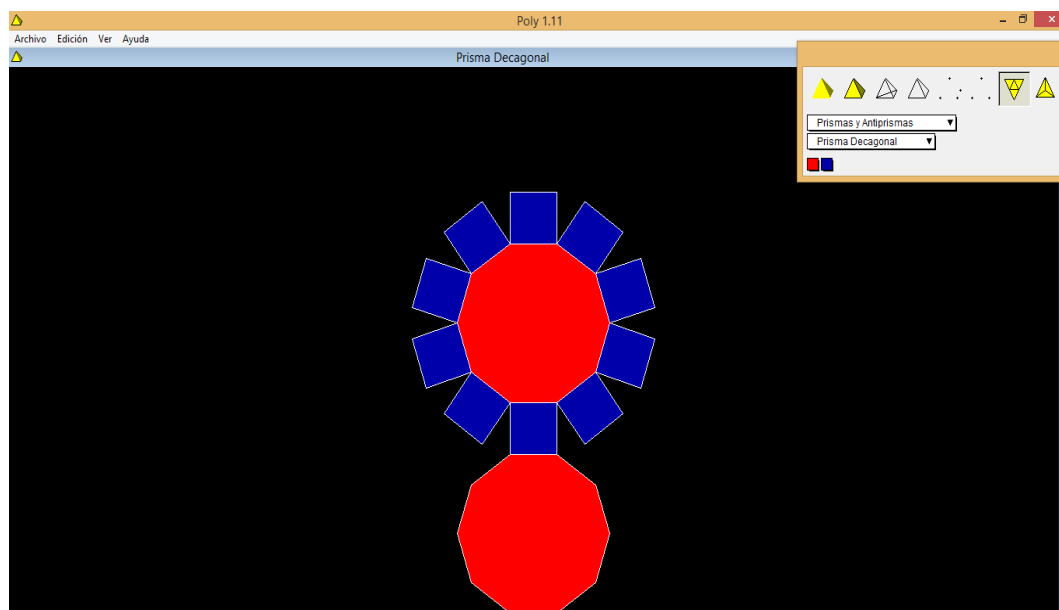 Poly 1.11
Archivo Edición Ver Ayuda
Prisma Decagonal
Prismas y Antiprismas
Prisma Decagonal